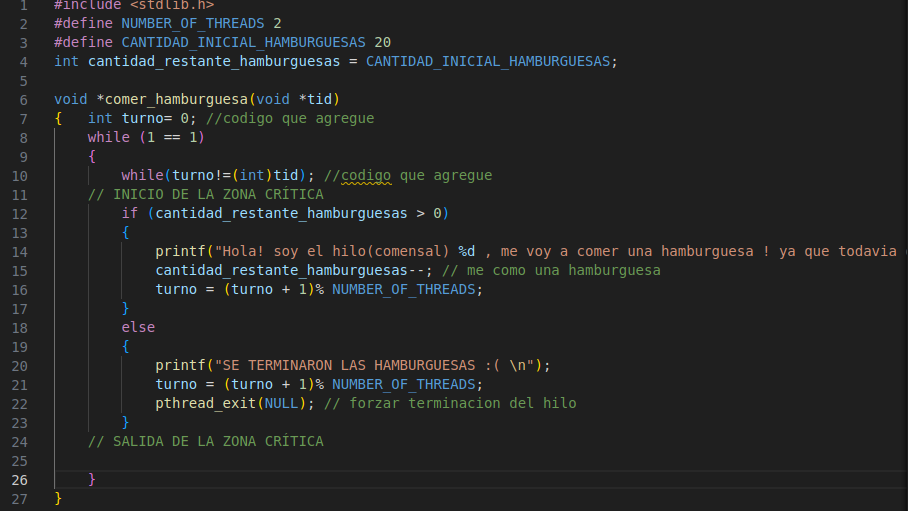 1 #include <stdlib.h>
2 #define NUMBER_OF_THREADS 2
3 #define CANTIDAD_INICIAL_HAMBURGUESAS 20
4 int cantidad_restante_hamburguesas = CANTIDAD_INICIAL_HAMBURGUESAS;
5
6 void *comer_hamburguesa(void *tid)
7 {   int turno= 0; //codigo que agregue
8     while (1 == 1)
9     {
10         while(turno!=(int)tid); //codigo que agregue
11     // INICIO DE LA ZONA CRÍTICA
12         if (cantidad_restante_hamburguesas > 0)
13         {
14             printf("Hola! soy el hilo(comensal) %d , me voy a comer una hamburguesa ! ya que todavia
15             cantidad_restante_hamburguesas--; // me como una hamburguesa
16             turno = (turno + 1)% NUMBER_OF_THREADS;
17         }
18         else
19         {
20             printf("SE TERMINARON LAS HAMBURGUESAS :( \n");
21             turno = (turno + 1)% NUMBER_OF_THREADS;
22             pthread_exit(NULL); // forzar terminacion del hilo
23         }
24     // SALIDA DE LA ZONA CRÍTICA
25
26     }
27 }